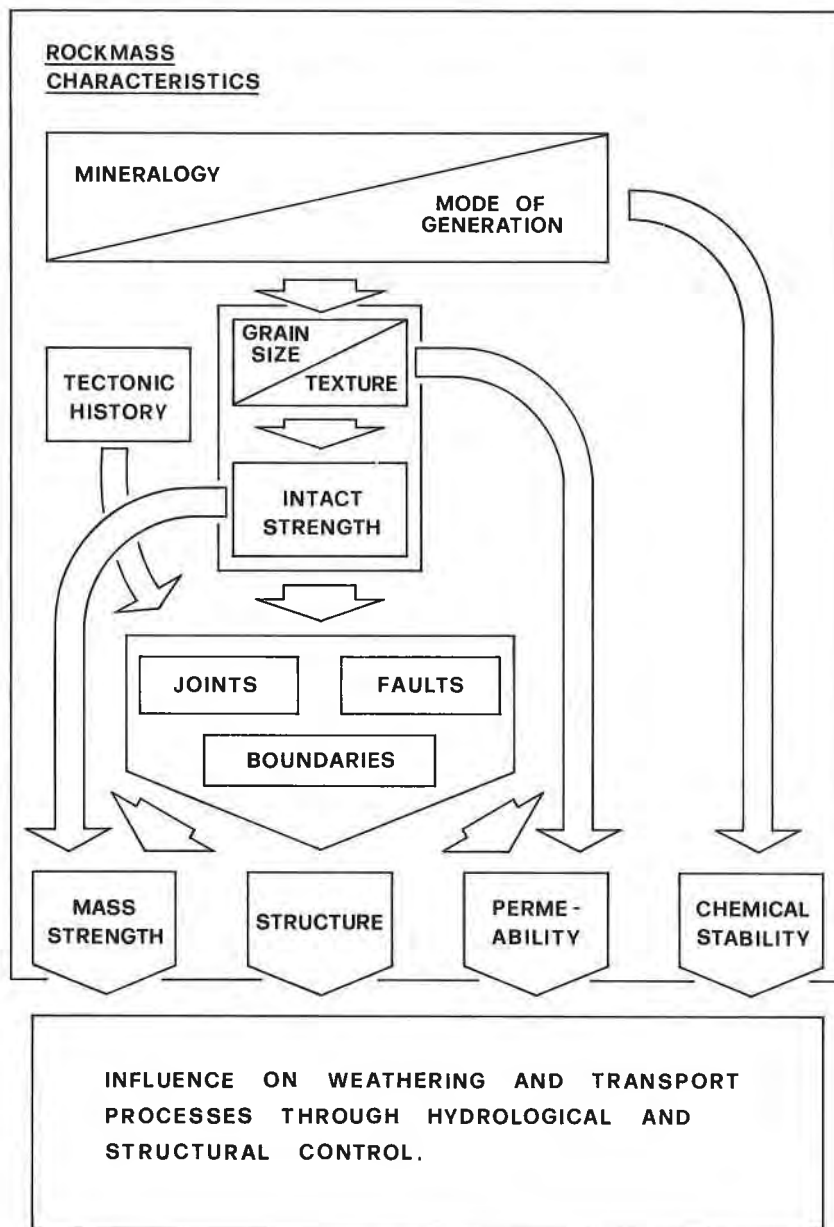 ROCKMASS
CHARACTERISTICS
MINERALOGY
MODE OF
GENERATION
GRAIN
SIZE
TEXTURE
TECTONIC
HISTORY
INTACT
STRENGTH
JOINTS
FAULTS
BOUNDARIES
MASS
STRENGTH
STRUCTURE
PERME-
ABILITY
CHEMICAL
STABILITY
INFLUENCE ON WEATHERING AND TRANSPORT
PROCESSES THROUGH HYDROLOGICAL AND
STRUCTURAL CONTROL.